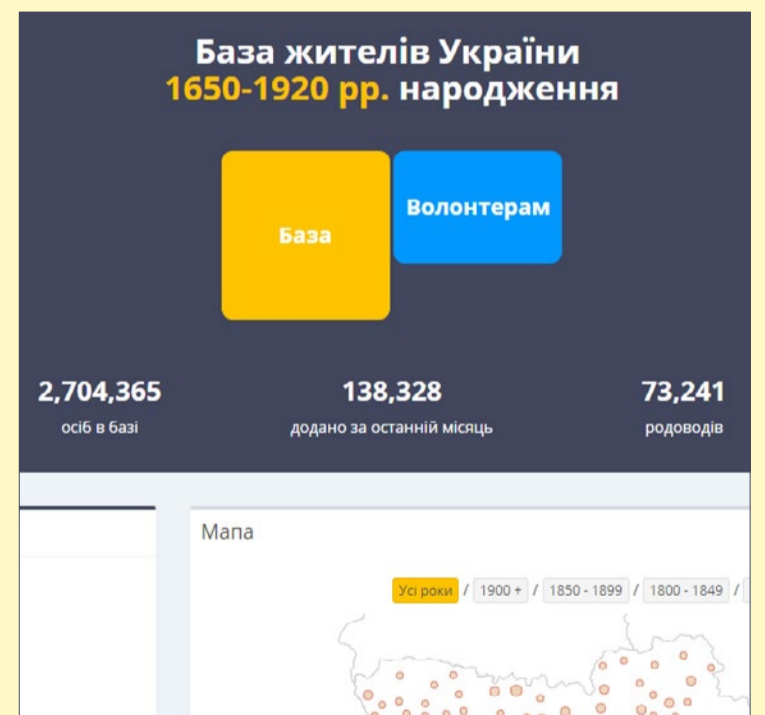 База жителів України
1650-1920 рр. народження
База
Волонтерам
2,704,365
138,328
73,241
осіб в базі
додано за останній місяць
родоводів
Мапа
Усі роки / 1900 + / 1850 - 1899 / 1800 - 1849 /